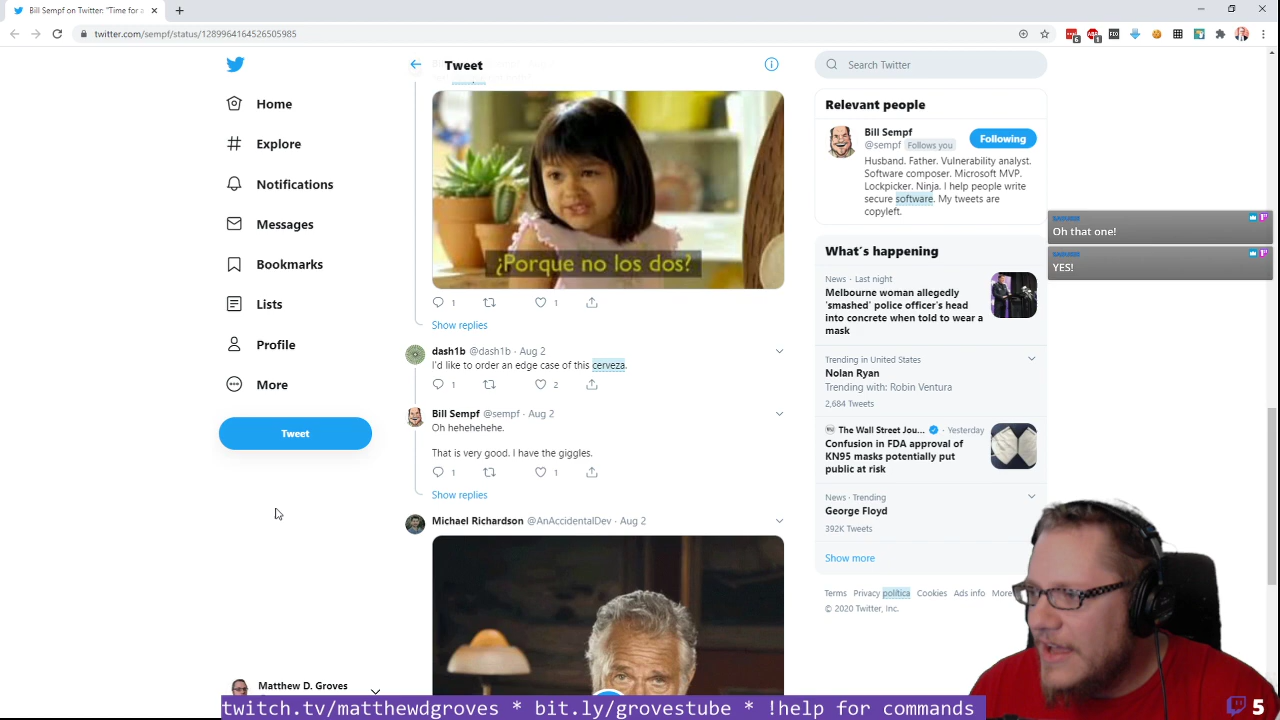 Bill Sempf on Twitter: "Time for a
twitter.com/sempf/status/1289964164526505985
Tweet
Search Twitter
Home
Explore
Notifications
Messages
Bookmarks
Lists
Profile
More
Tweet
Matthew D. Groves
¿Porque no los dos?
1
1
Show replies
dash1b @dash1b · Aug 2
I'd like to order an edge case of this cerveza.
1
2
Bill Sempf @sempf · Aug 2
Oh hehehehehe.
That is very good. I have the giggles.
1
1
Show replies
Michael Richardson @AnAccidentalDev · Aug 2
Relevant people
Bill Sempf
@sempf Follows you
Following
Husband. Father. Vulnerability analyst.
Software composer. Microsoft MVP.
Lockpicker. Ninja. I help people write
secure software. My tweets are
copyleft.
What's happening
News · Last night
Melbourne woman allegedly
'smashed' police officer's head
into concrete when told to wear a
mask
Trending in United States
Nolan Ryan
Trending with: Robin Ventura
2,684 Tweets
The Wall Street Jou... · Yesterday
Confusion in FDA approval of
KN95 masks potentially put
public at risk
News · Trending
George Floyd
392K Tweets
Show more
Terms Privacy política Cookies Ads info More
© 2020 Twitter, Inc.
Oh that one!
YES!
twitch.tv/matthewdgroves * bit.ly/grovestube * !help for commands
5